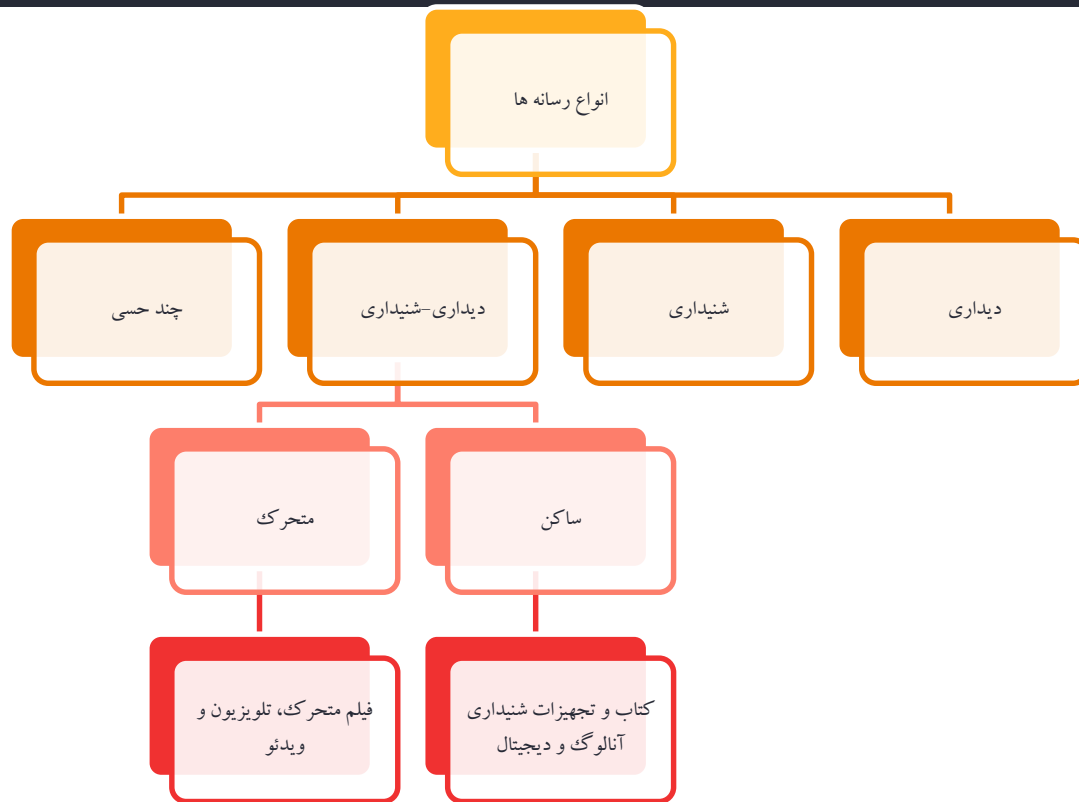 انواع رسانه ها
دیداری
شنیداری
دیداری-شنیداری
چند حسی
ساکن
متحرک
کتاب و تجهیزات شنیداری
آنالوگ و دیجیتال
فیلم متحرک، تلویزیون و
ویدئو